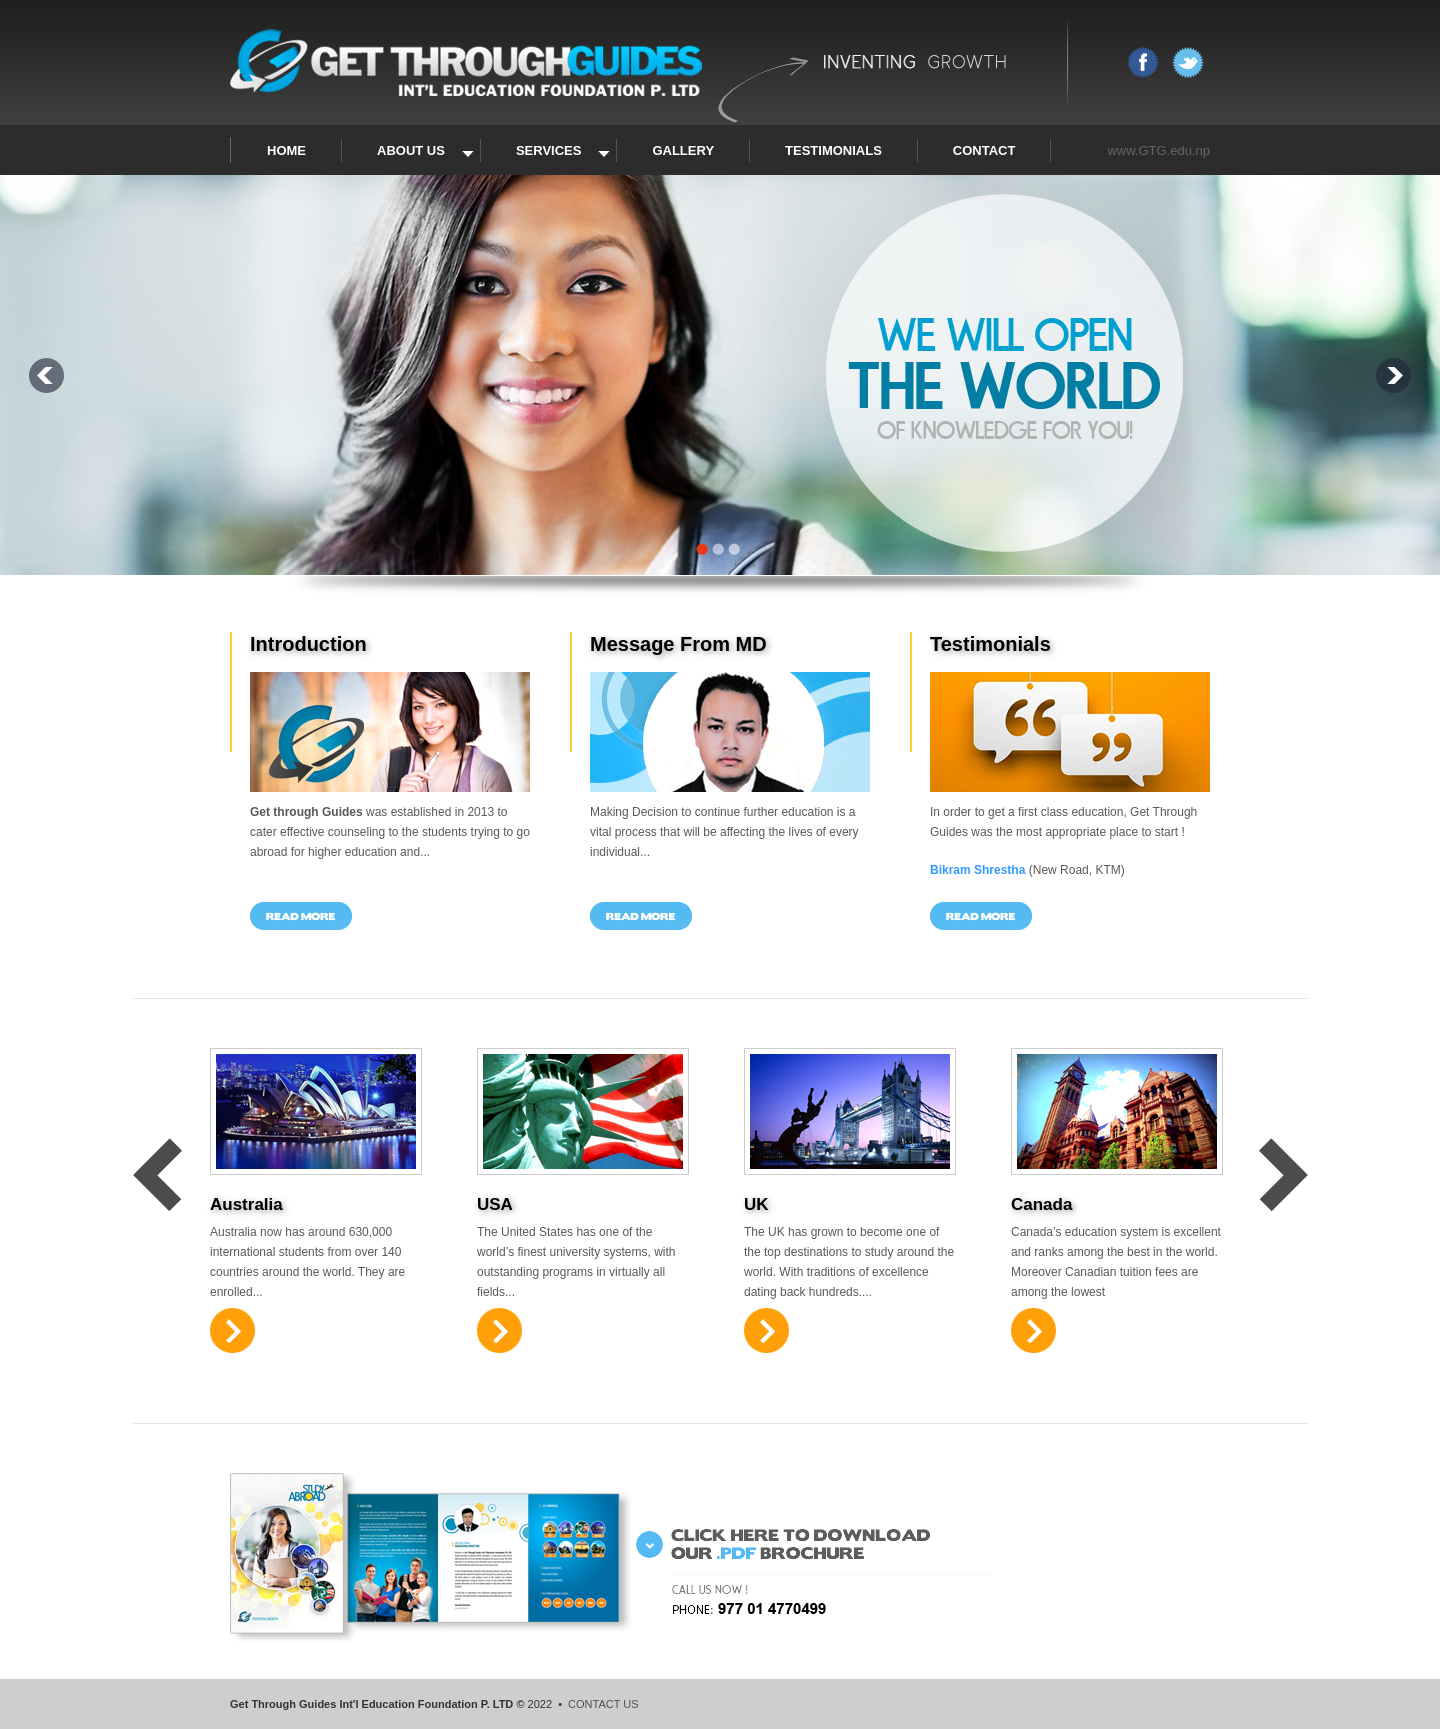 GET THROUGH GUIDES
INT'L EDUCATION FOUNDATION P. LTD
INVENTING GROWTH
HOME ABOUT US SERVICES GALLERY TESTIMONIALS CONTACT www.GTG.edu.np
WE WILL OPEN
THE WORLD
OF KNOWLEDGE FOR YOU!
Introduction
Get through Guides was established in 2013 to
cater effective counseling to the students trying to go
abroad for higher education and...
READ MORE
Message From MD
Making Decision to continue further education is a
vital process that will be affecting the lives of every
individual...
READ MORE
Testimonials
In order to get a first class education, Get Through
Guides was the most appropriate place to start !
Bikram Shrestha (New Road, KTM)
READ MORE
Australia
Australia now has around 630,000
international students from over 140
countries around the world. They are
enrolled...
USA
The United States has one of the
world’s finest university systems, with
outstanding programs in virtually all
fields...
UK
The UK has grown to become one of
the top destinations to study around the
world. With traditions of excellence
dating back hundreds....
Canada
Canada’s education system is excellent
and ranks among the best in the world.
Moreover Canadian tuition fees are
among the lowest
STUDY
ABROAD
CLICK HERE TO DOWNLOAD
OUR .PDF BROCHURE
CALL US NOW !
PHONE: 977 01 4770499
Get Through Guides Int'l Education Foundation P. LTD © 2022 • CONTACT US